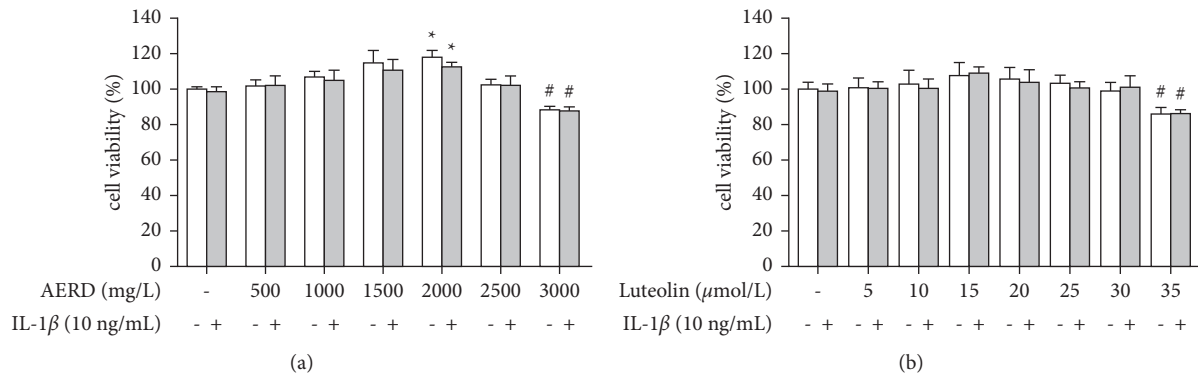 140
120
100
80
60
40
20
0
cell viability (%)
* *
# #
AERD (mg/L) - 500 1000 1500 2000 2500 3000
IL-1β (10 ng/mL) - + - + - + - + - + - + - +
(a)
140
120
100
80
60
40
20
0
cell viability (%)
# #
Luteolin (μmol/L) - 5 10 15 20 25 30 35
IL-1β (10 ng/mL) - + - + - + - + - + - + - + - +
(b)